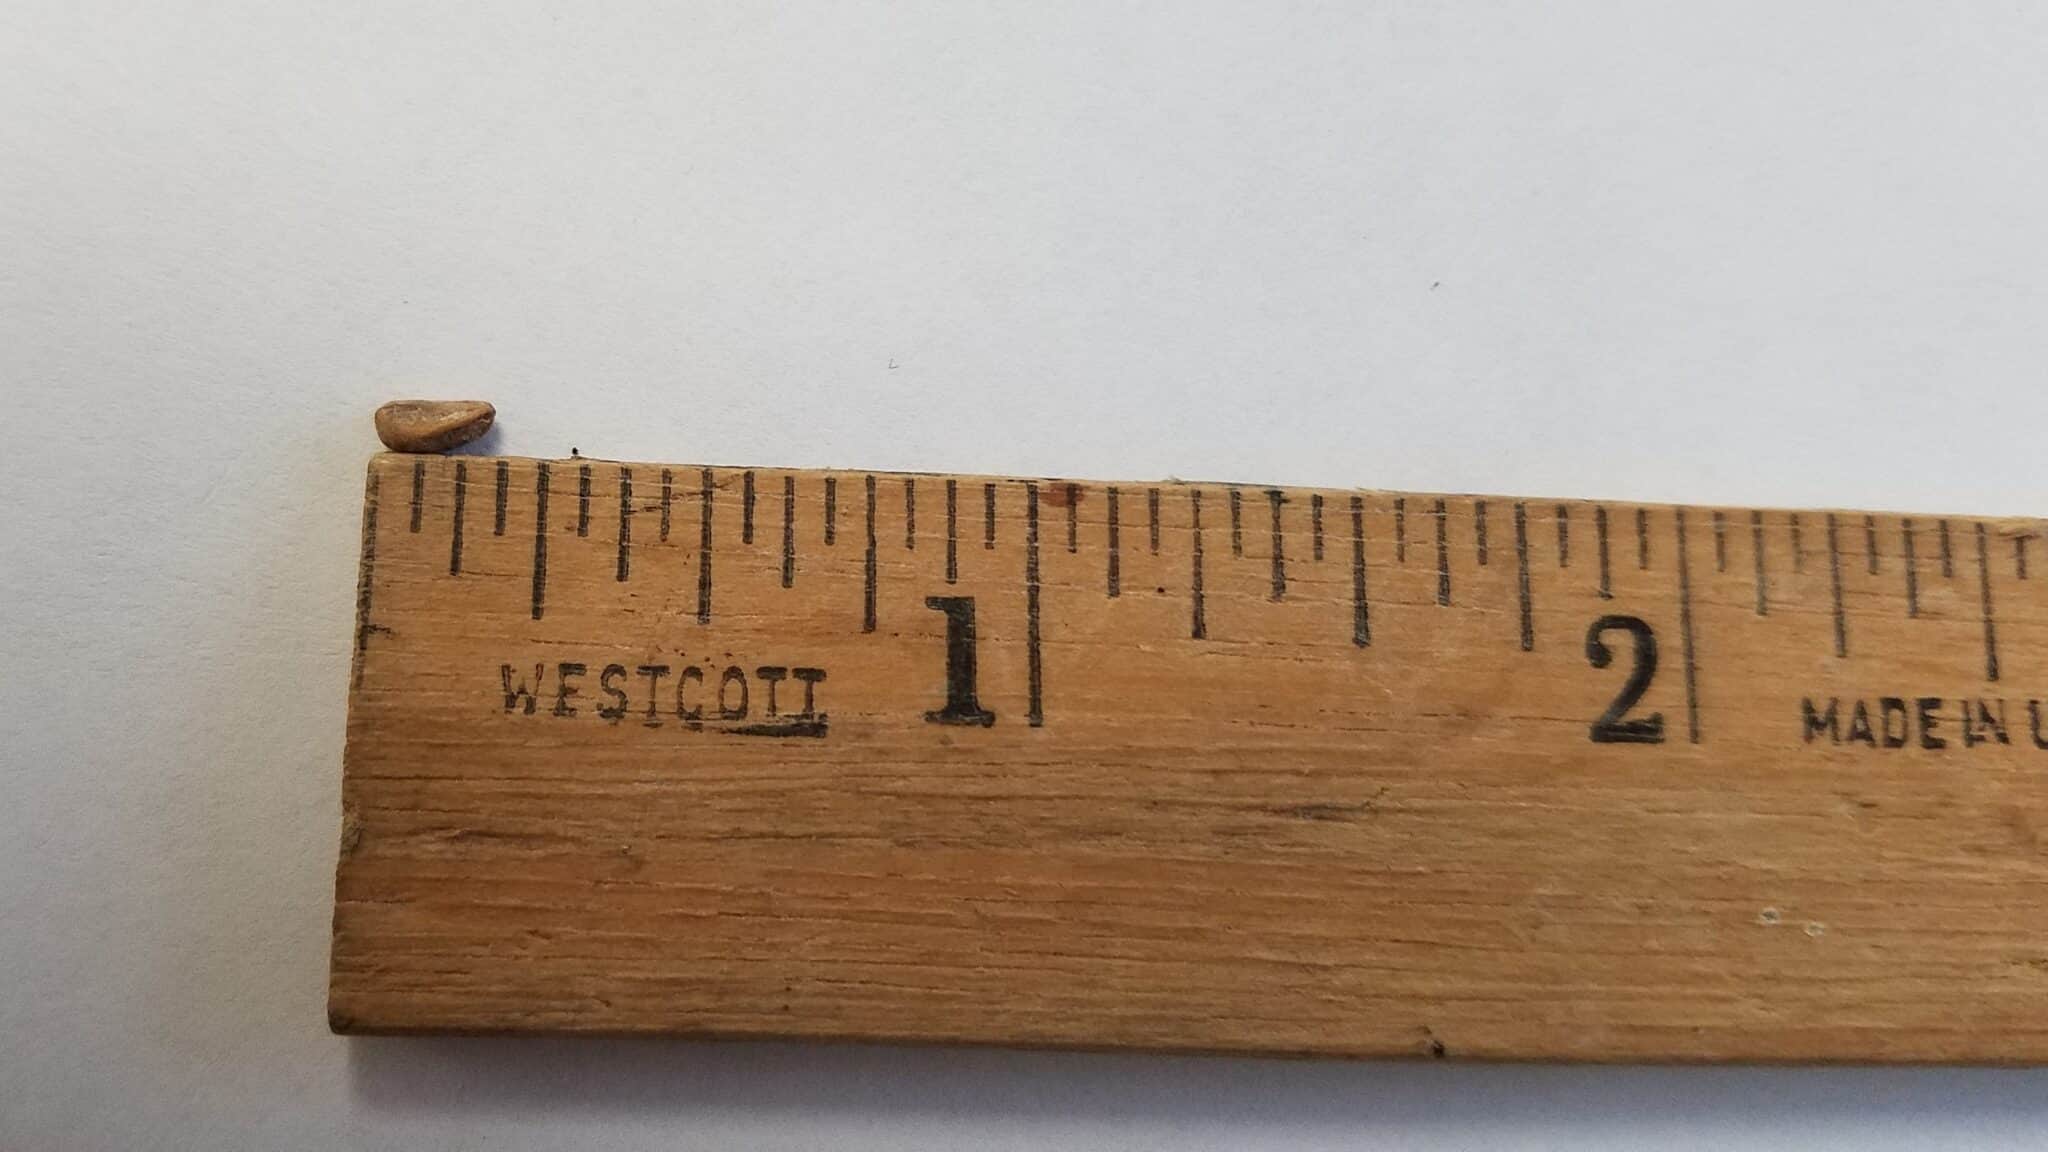 WESTCOTT 1 2 MADE IN U